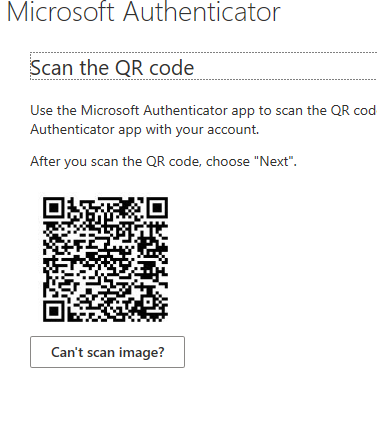 Microsoft Authenticator
Scan the QR code
Use the Microsoft Authenticator app to scan the QR cod
Authenticator app with your account.
After you scan the QR code, choose "Next".
Can't scan image?